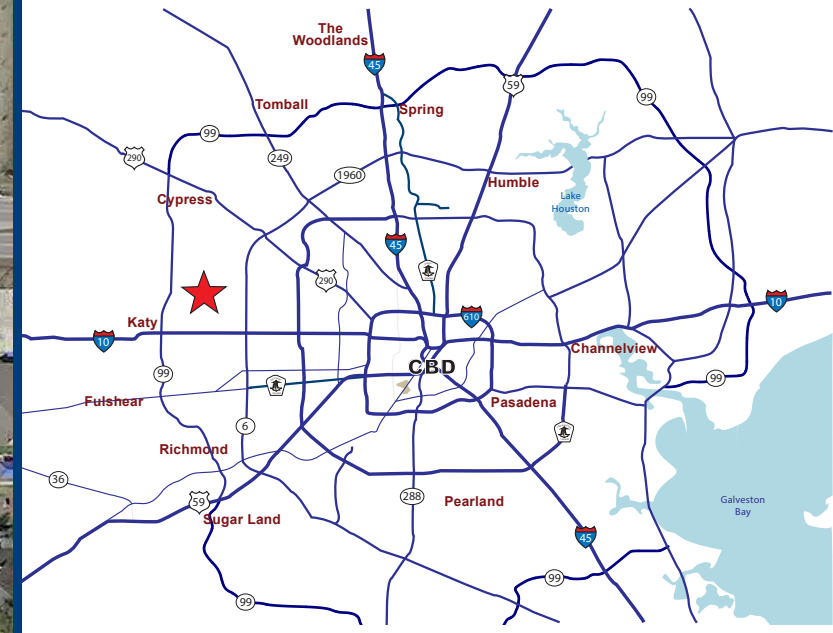 The
Woodlands
45
59
99
Tomball
Spring
99
290
249
1960
Humble
Cypress
Lake
Houston
45
290
10
610
Katy
10
Channelview
CBD
99
99
Fulshear
Pasadena
6
Richmond
36
59
288
Pearland
Galveston
Bay
Sugar Land
45
99
99